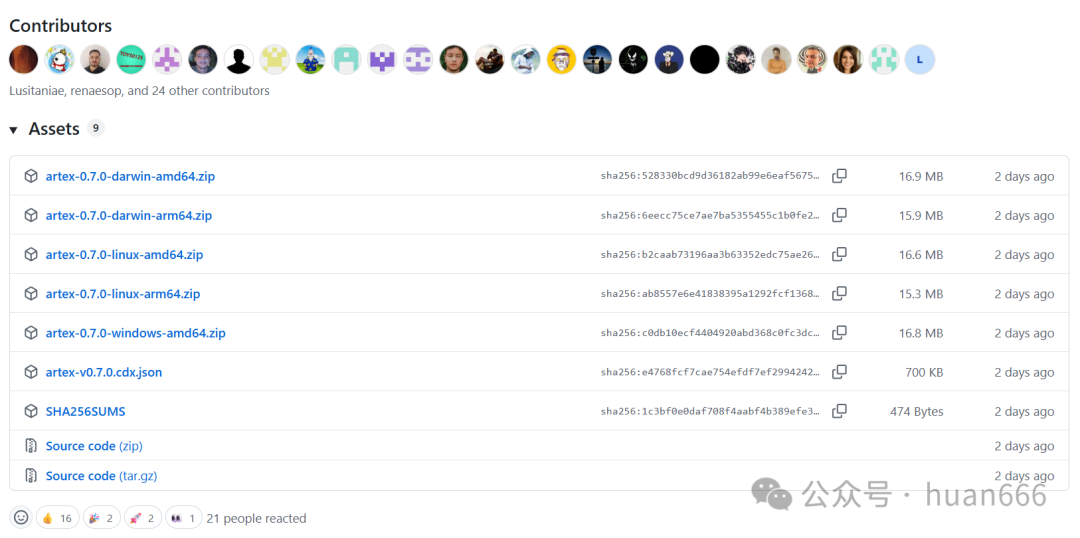 Contributors
TOYS0125
L
Lusitaniae, renaesop, and 24 other contributors
Assets 9
artex-0.7.0-darwin-amd64.zip sha256:528330bcd9d36182ab99e6eaf5675… 16.9 MB 2 days ago
artex-0.7.0-darwin-arm64.zip sha256:6eecc75ce7ae7ba5355455c1b0fe2… 15.9 MB 2 days ago
artex-0.7.0-linux-amd64.zip sha256:b2caab73196aa3b63352edc75ae26… 16.6 MB 2 days ago
artex-0.7.0-linux-arm64.zip sha256:ab8557e6e41838395a1292fcf1368… 15.3 MB 2 days ago
artex-0.7.0-windows-amd64.zip sha256:c0db10ecf4404920abd368c0fc3dc… 16.8 MB 2 days ago
artex-v0.7.0.cdx.json sha256:e4768fcf7cae754efdf7ef2994242… 700 KB 2 days ago
SHA256SUMS sha256:1c3bf0e0daf708f4aabf4b389efe3… 474 Bytes 2 days ago
Source code (zip) 2 days ago
Source code (tar.gz) 2 days ago
公众号 · huan666
16 2 2 1 21 people reacted